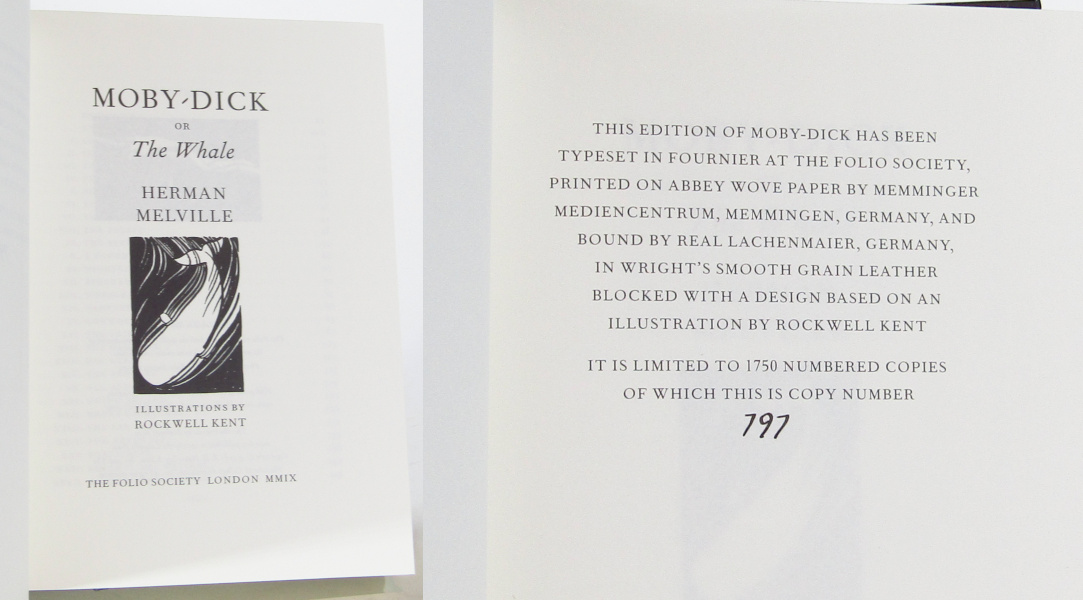 MOBY-DICK
OR
The Whale
HERMAN
MELVILLE
ILLUSTRATIONS BY
ROCKWELL KENT
THE FOLIO SOCIETY LONDON MMIX
THIS EDITION OF MOBY-DICK HAS BEEN
TYPESET IN FOURNIER AT THE FOLIO SOCIETY,
PRINTED ON ABBEY WOVE PAPER BY MEMMINGER
MEDIENCENTRUM, MEMMINGEN, GERMANY, AND
BOUND BY REAL LACHENMAIER, GERMANY,
IN WRIGHT'S SMOOTH GRAIN LEATHER
BLOCKED WITH A DESIGN BASED ON AN
ILLUSTRATION BY ROCKWELL KENT
IT IS LIMITED TO 1750 NUMBERED COPIES
OF WHICH THIS IS COPY NUMBER
797